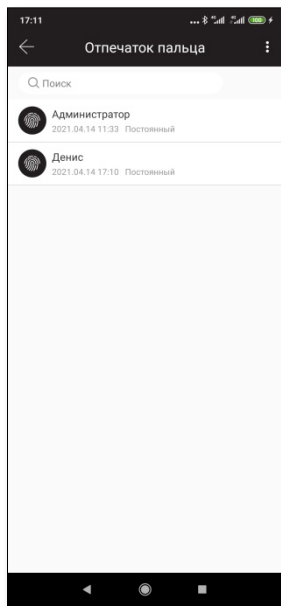 17:11
100
Отпечаток пальца
Поиск
Администратор
2021.04.14 11:33 Постоянный
Денис
2021.04.14 17:10 Постоянный